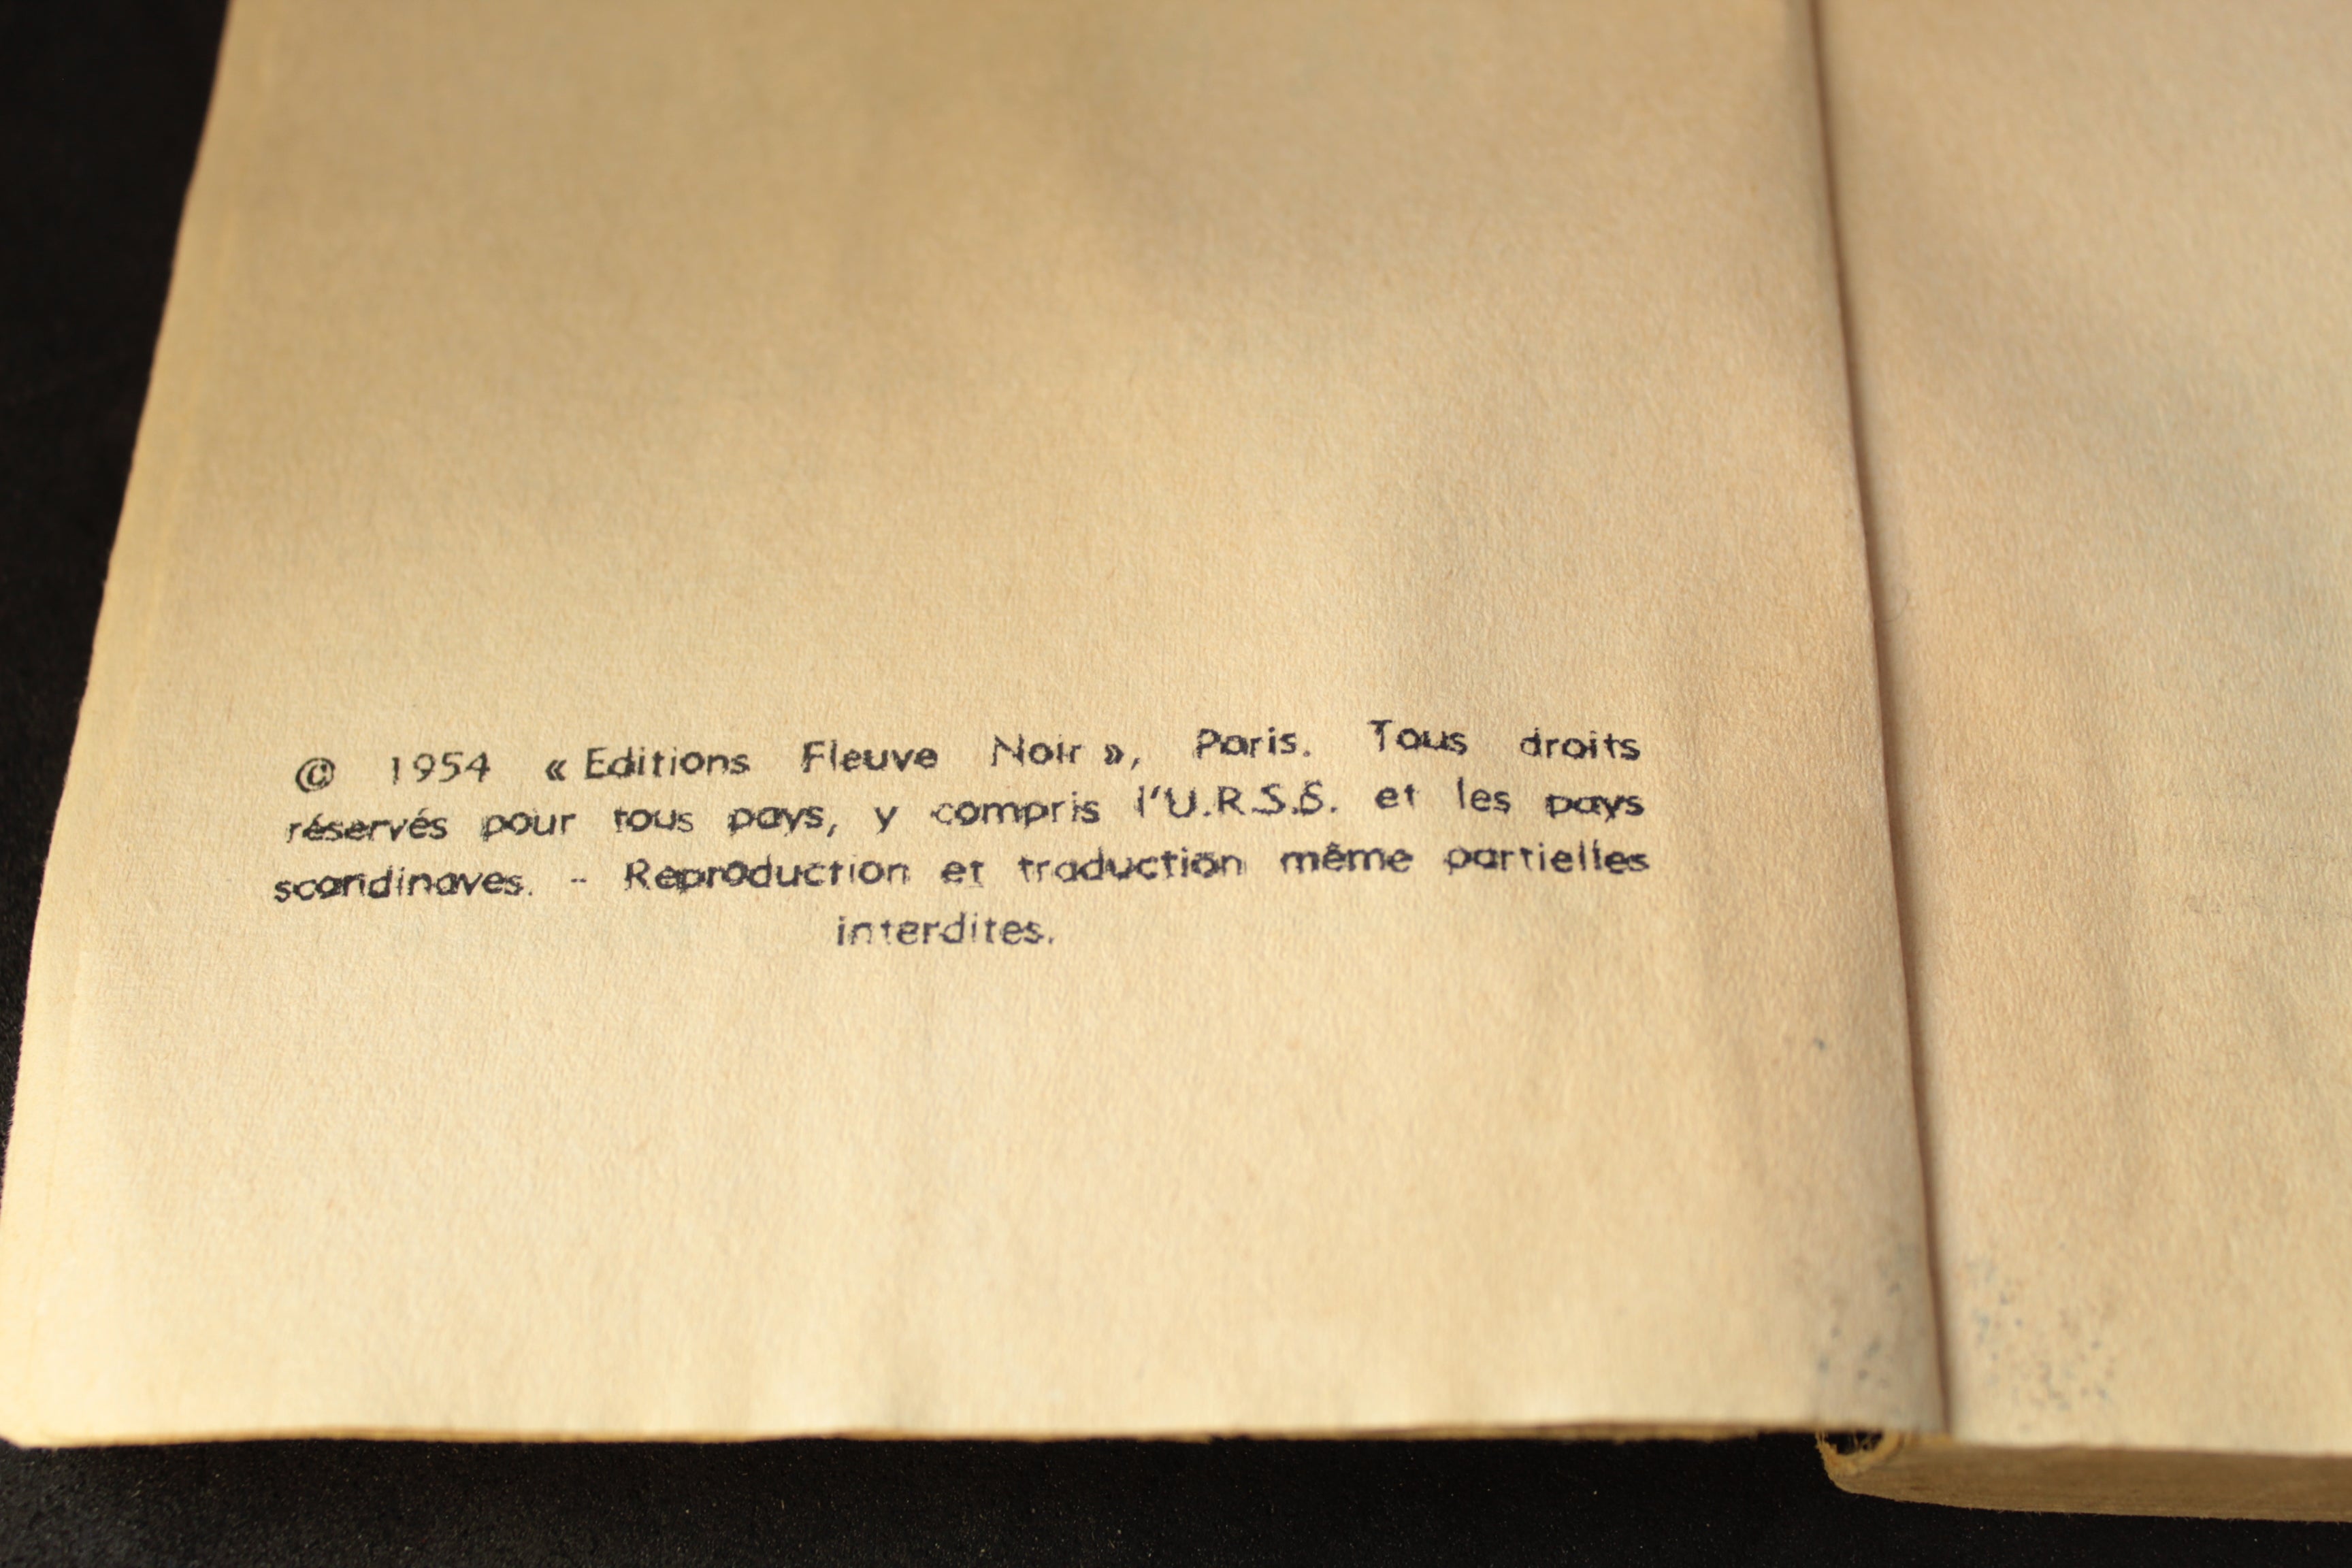 © 1954 « Editions Fleuve Noir », Paris. Tous droits
réservés pour tous pays, y compris l'U.R.S.S. et les pays
scandinaves. - Reproduction et traduction même partielles
interdites.